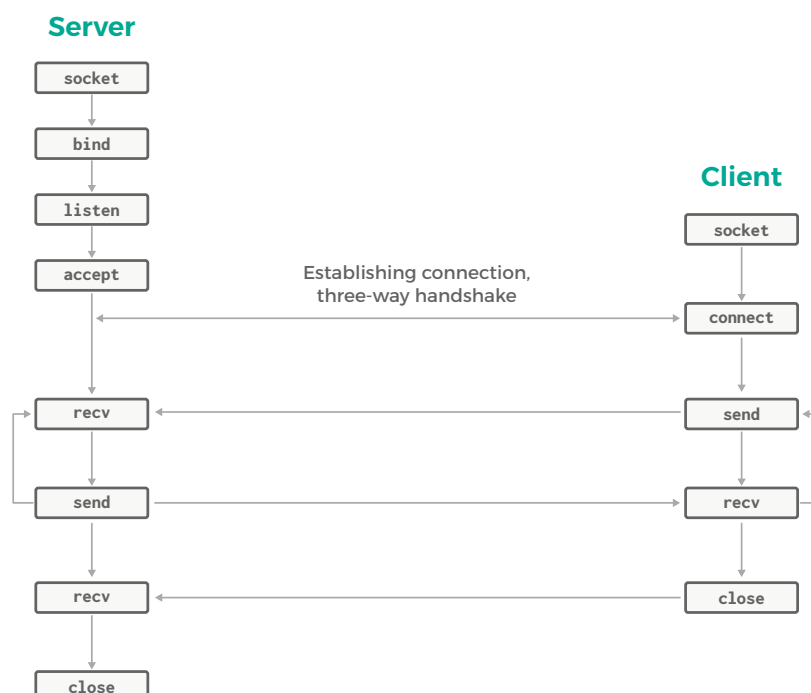 Server
socket
bind
listen
accept
Client
socket
Establishing connection,
three-way handshake
connect
recv
send
send
recv
recv
close
close